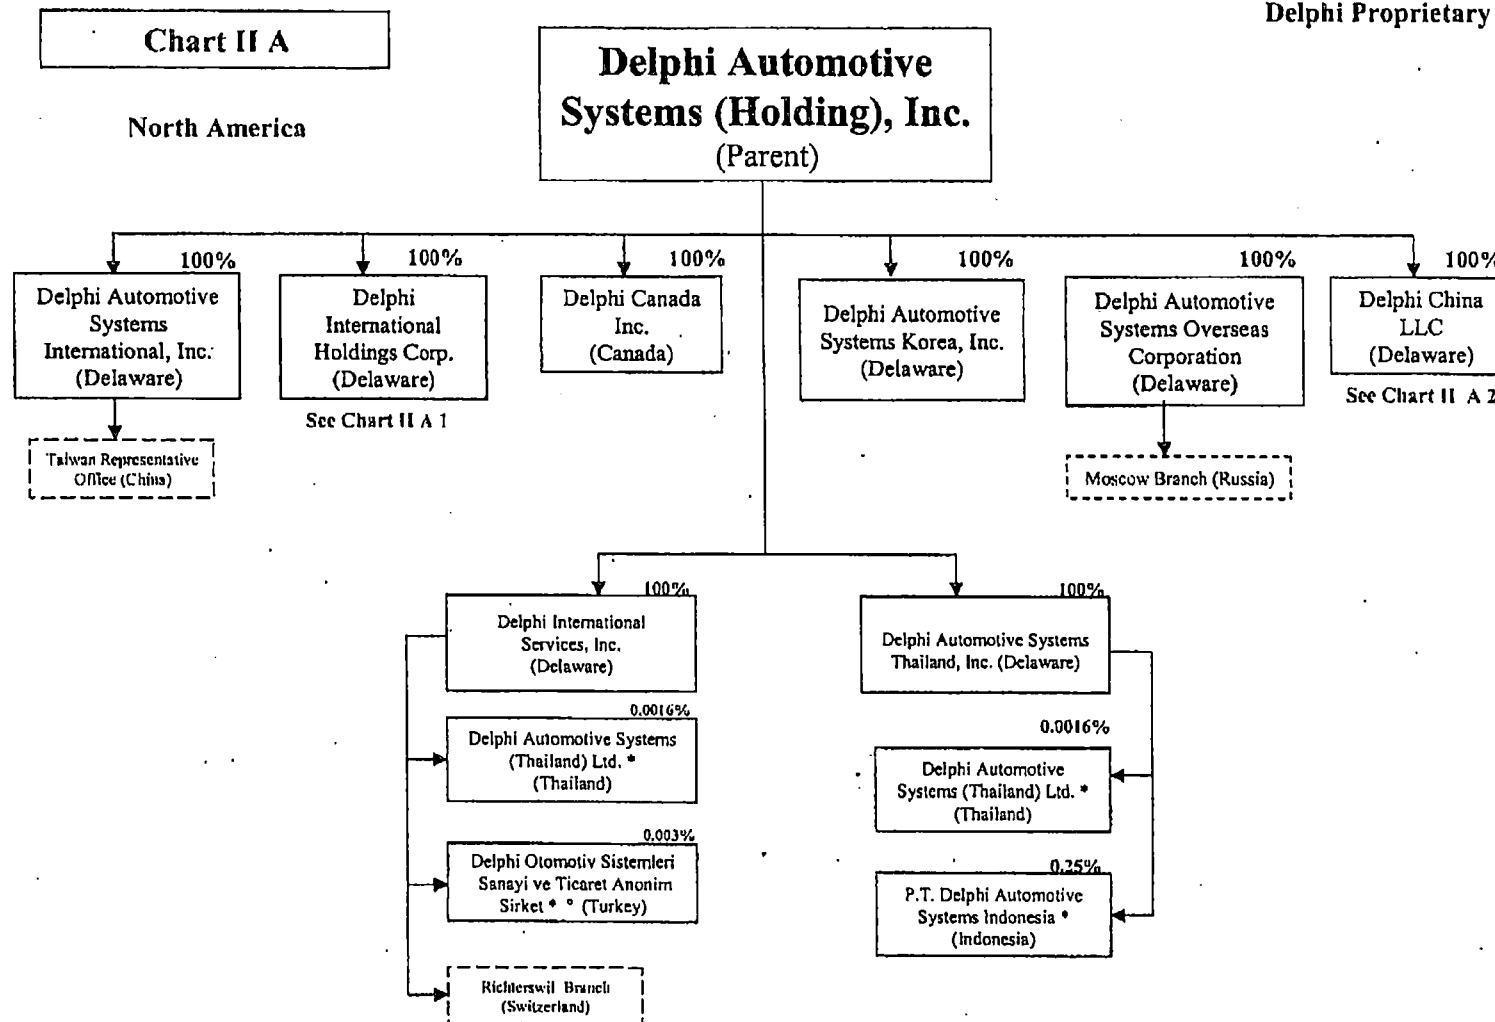 Delphi Proprietary
Chart II A
Delphi Automotive
Systems (Holding), Inc.
(Parent)
North America
100%
Delphi Automotive
Systems
International, Inc.
(Delaware)
Taiwan Representative
Office (China)
100%
Delphi
International
Holdings Corp.
(Delaware)
See Chart II A 1
100%
Delphi Canada
Inc.
(Canada)
100%
Delphi Automotive
Systems Korea, Inc.
(Delaware)
100%
Delphi Automotive
Systems Overseas
Corporation
(Delaware)
Moscow Branch (Russia)
100%
Delphi China
LLC
(Delaware)
See Chart II A 2
100%
Delphi International
Services, Inc.
(Delaware)
0.0016%
Delphi Automotive Systems
(Thailand) Ltd. *
(Thailand)
0.003%
Delphi Otomotiv Sistemleri
Sanayi ve Ticaret Anonim
Sirket * ° (Turkey)
Richterswil Branch
(Switzerland)
100%
Delphi Automotive Systems
Thailand, Inc. (Delaware)
0.0016%
Delphi Automotive
Systems (Thailand) Ltd. *
(Thailand)
0.25%
P.T. Delphi Automotive
Systems Indonesia *
(Indonesia)